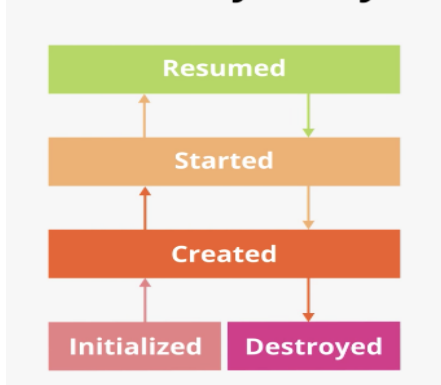 Resumed
Started
Created
Initialized
Destroyed